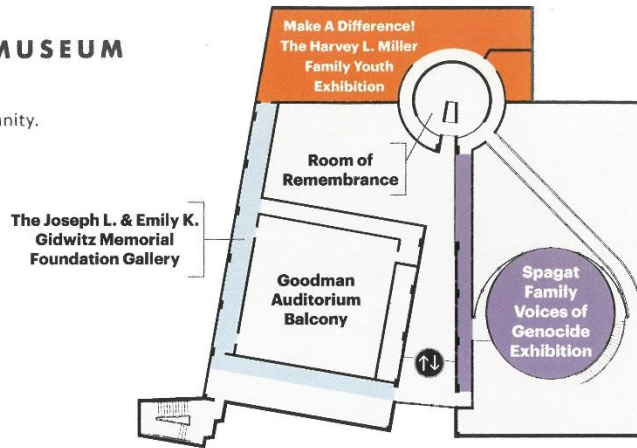 MUSEUM
Make A Difference!
The Harvey L. Miller
Family Youth
Exhibition
Room of
Remembrance
The Joseph L. & Emily K.
Gidwitz Memorial
Foundation Gallery
Goodman
Auditorium
Balcony
Spagat
Family
Voices of
Genocide
Exhibition